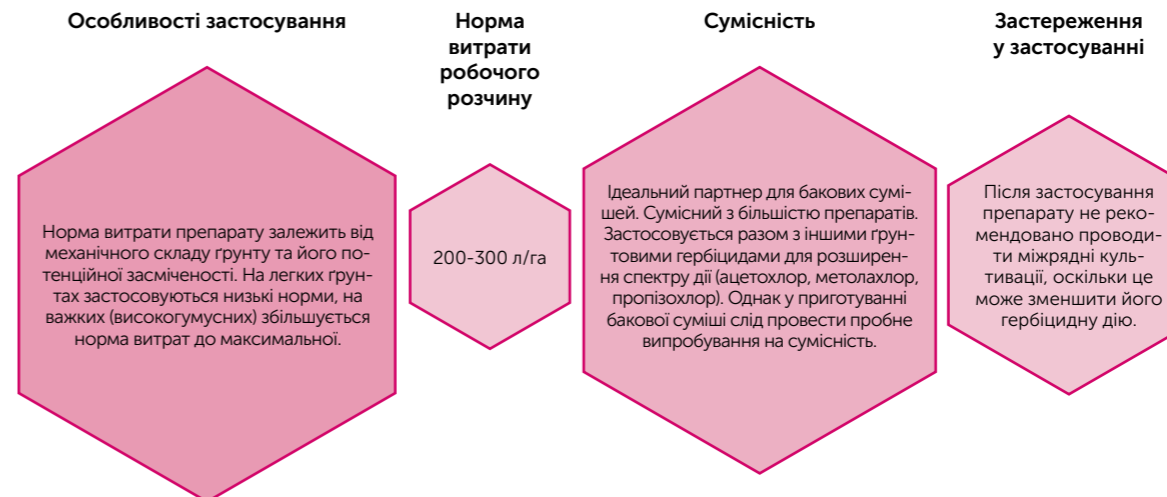 Особливості застосування
Норма витрати препарату залежить від
механічного складу ґрунту та його по-
тенційної засміченості. На легких ґрун-
тах застосовуються низькі норми, на
важких (високогумусних) збільшується
норма витрат до максимальної.
Норма
витрати
робочого
розчину
200-300 л/га
Сумісність
Ідеальний партнер для бакових сумі-
шей. Сумісний з більшістю препаратів.
Застосовується разом з іншими ґрун-
товими гербіцидами для розширен-
ня спектру дії (ацетохлор, метолахлор,
пропізохлор). Однак у приготуванні
бакової суміші слід провести пробне
випробування на сумісність.
Застереження
у застосуванні
Після застосування
препарату не реко-
мендовано проводи-
ти міжрядні куль-
тивації, оскільки це
може зменшити його
гербіцидну дію.